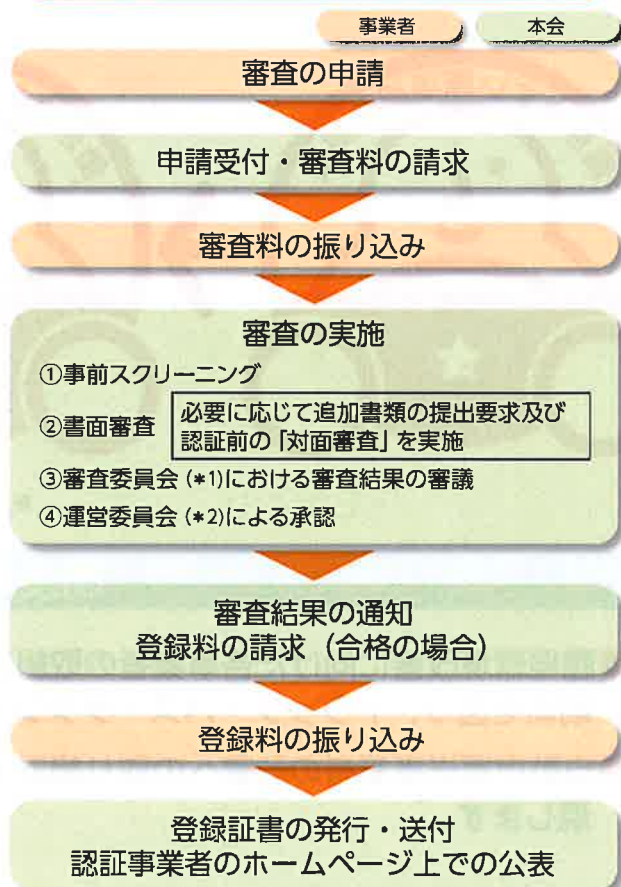 事業者 本会
審査の申請
申請受付・審査料の請求
審査料の振り込み
審査の実施
①事前スクリーニング
②書面審査 必要に応じて追加書類の提出要求及び
認証前の「対面審査」を実施
③審査委員会(*1)における審査結果の審議
④運営委員会(*2)による承認
審査結果の通知
登録料の請求（合格の場合）
登録料の振り込み
登録証書の発行・送付
認証事業者のホームページ上での公表